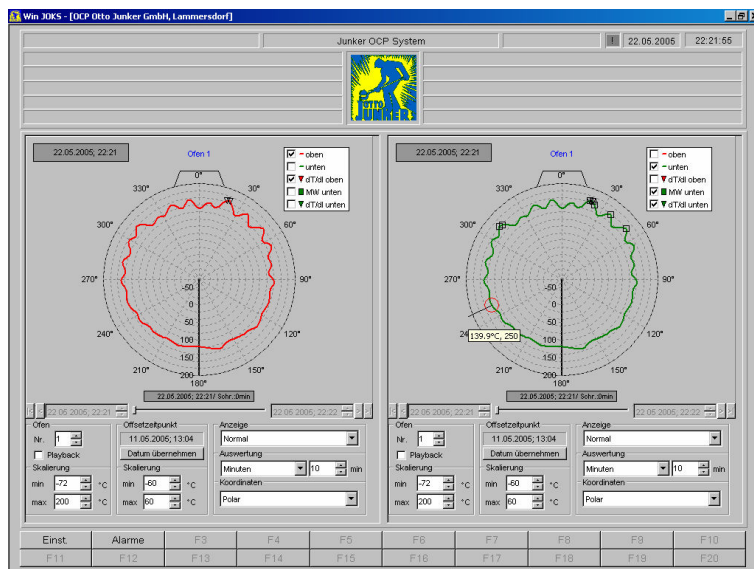 Win JOKS - [OCP Otto Junker GmbH, Lammersdorf]
Junker OCP System
! 22.05.2005 22:21:55
OTTO
JUNKER
22.05.2005; 22:21
Ofen 1
oben
unten
dT/dl oben
MW unten
dT/dl unten
0°
30°
60°
90°
120°
180°
210°
240°
270°
300°
330°
-50
0
50
100
150
200
22.05.2005; 22:21/ Schr.:0min
22.05.2005; 22:21
22.05.2005; 22:22
Ofen
Nr. 1
Playback
Skalierung
min -72 °C
max 200 °C
Offsetzeitpunkt
11.05.2005; 13:04
Datum übernehmen
Skalierung
min -60 °C
max 60 °C
Anzeige
Normal
Auswertung
Minuten 10 min
Koordinaten
Polar
22.05.2005; 22:21
Ofen 1
oben
unten
dT/dl oben
MW unten
dT/dl unten
0°
30°
60°
90°
120°
180°
210°
240°
270°
300°
330°
139.9°C, 250
-50
0
50
100
150
200
22.05.2005; 22:21/ Schr.:0min
22.05.2005; 22:21
22.05.2005; 22:22
Ofen
Nr. 1
Playback
Skalierung
min -72 °C
max 200 °C
Offsetzeitpunkt
11.05.2005; 13:04
Datum übernehmen
Skalierung
min -60 °C
max 60 °C
Anzeige
Normal
Auswertung
Minuten 10 min
Koordinaten
Polar
Einst. Alarme F3 F4 F5 F6 F7 F8 F9 F10
F11 F12 F13 F14 F15 F16 F17 F18 F19 F20